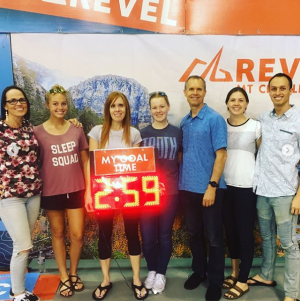 REVEL
REVEL
MY GOAL
TIME
2:59
SLEEP
SQUAD